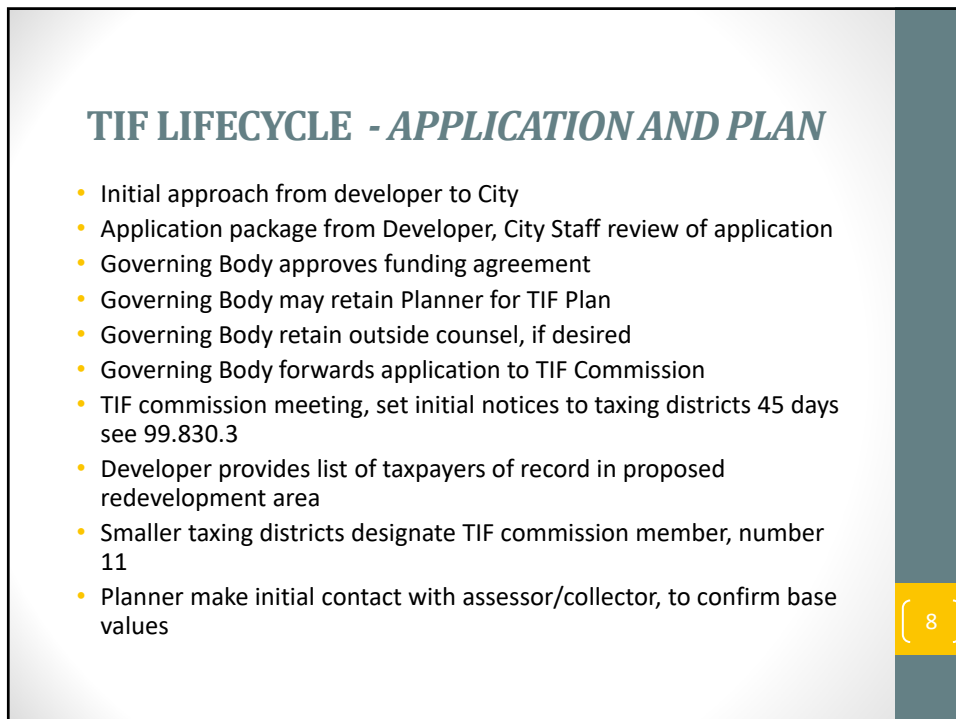 TIF LIFECYCLE - APPLICATION AND PLAN
• Initial approach from developer to City
• Application package from Developer, City Staff review of application
• Governing Body approves funding agreement
• Governing Body may retain Planner for TIF Plan
• Governing Body retain outside counsel, if desired
• Governing Body forwards application to TIF Commission
• TIF commission meeting, set initial notices to taxing districts 45 days
see 99.830.3
• Developer provides list of taxpayers of record in proposed
redevelopment area
• Smaller taxing districts designate TIF commission member, number
11
• Planner make initial contact with assessor/collector, to confirm base
values
8